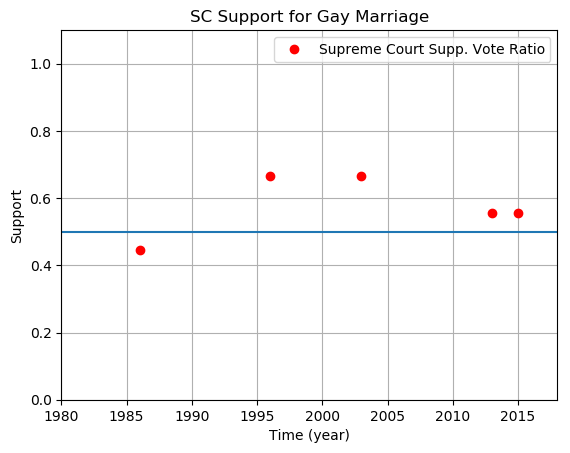 SC Support for Gay Marriage
Supreme Court Supp. Vote Ratio
1.0
0.8
0.6
0.4
0.2
0.0
Support
1980 1985 1990 1995 2000 2005 2010 2015
Time (year)